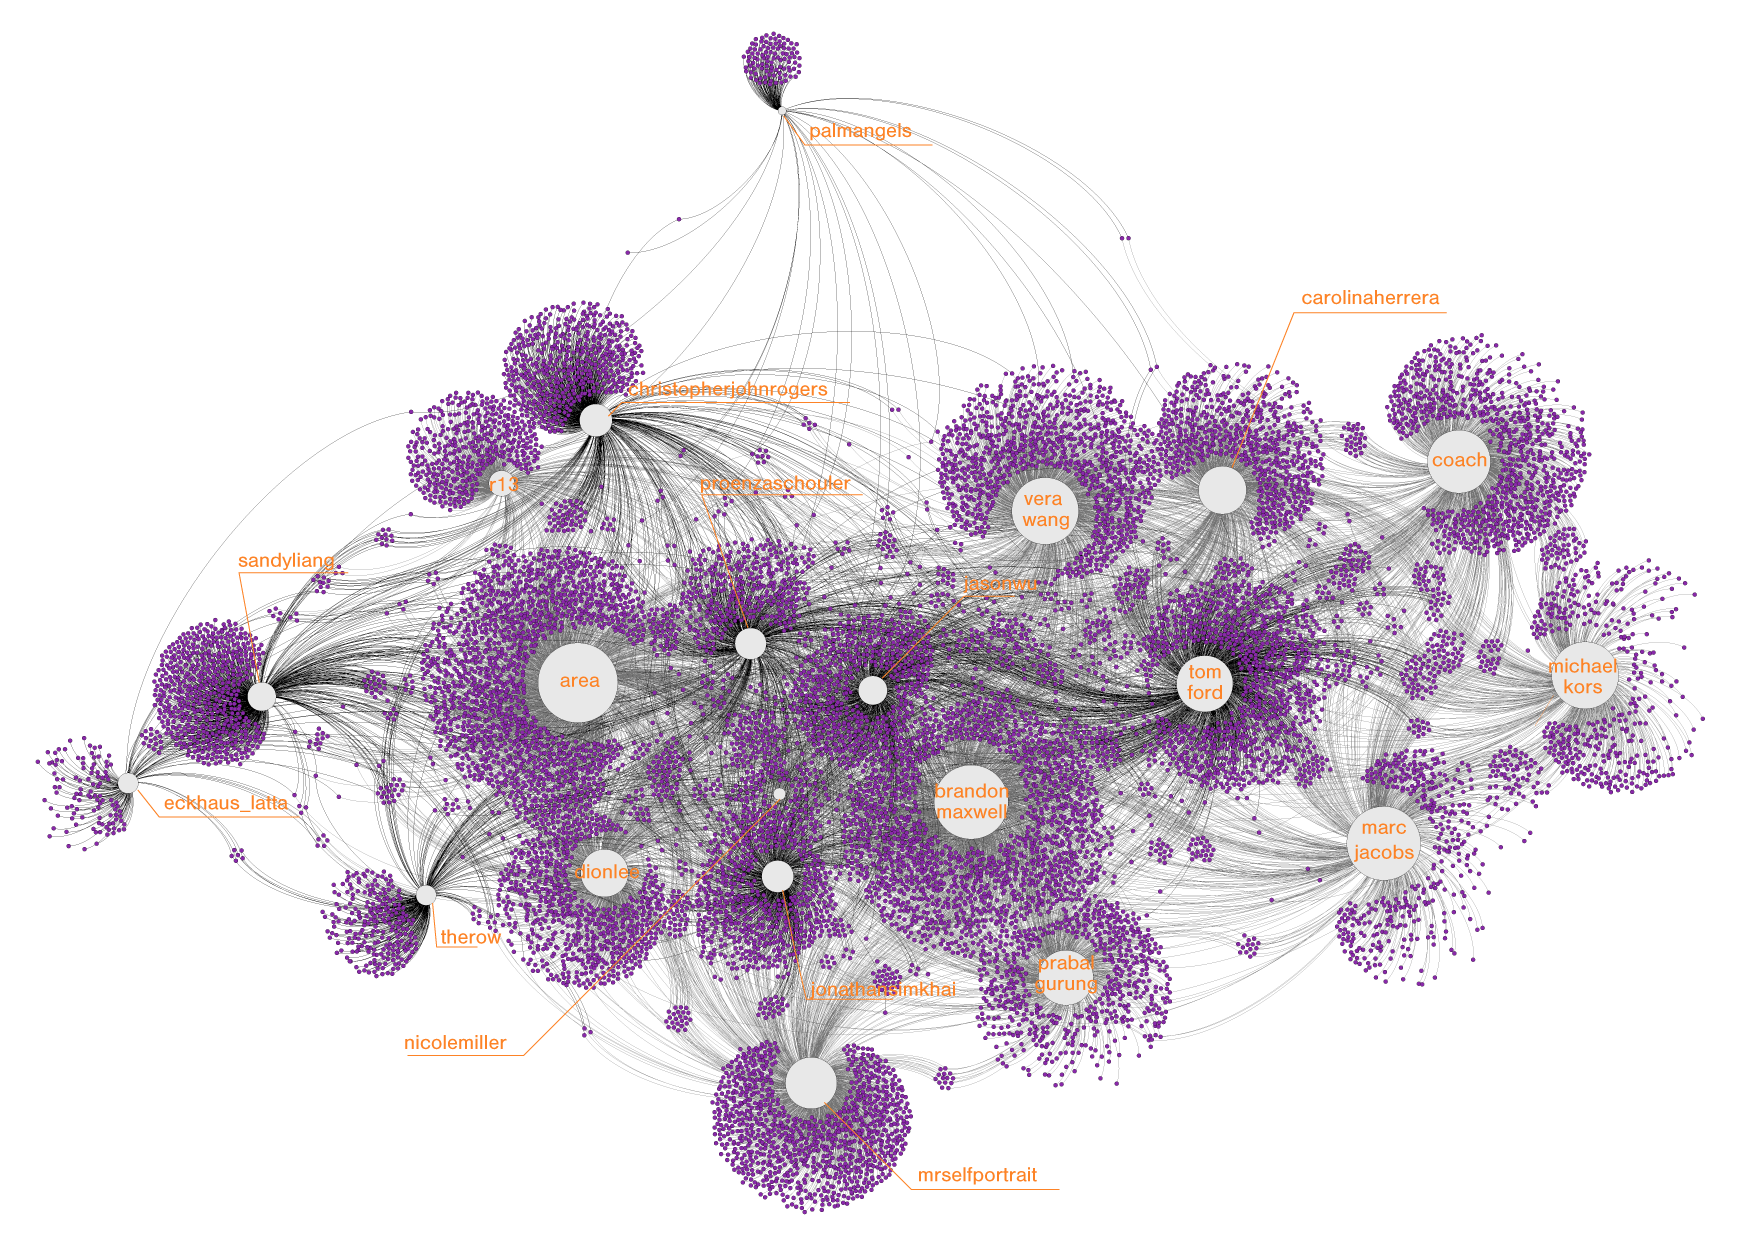 palmangels
carolinaherrera
christopherjohnrogers
coach
r13
proenzaschouler
vera
wang
sandyliang
jasonwu
area
tom
ford
michael
kors
brandon
maxwell
eckhaus_latta
marc
jacobs
dionlee
therow
prabal
gurung
jonathansimkhai
nicolemiller
mrselfportrait